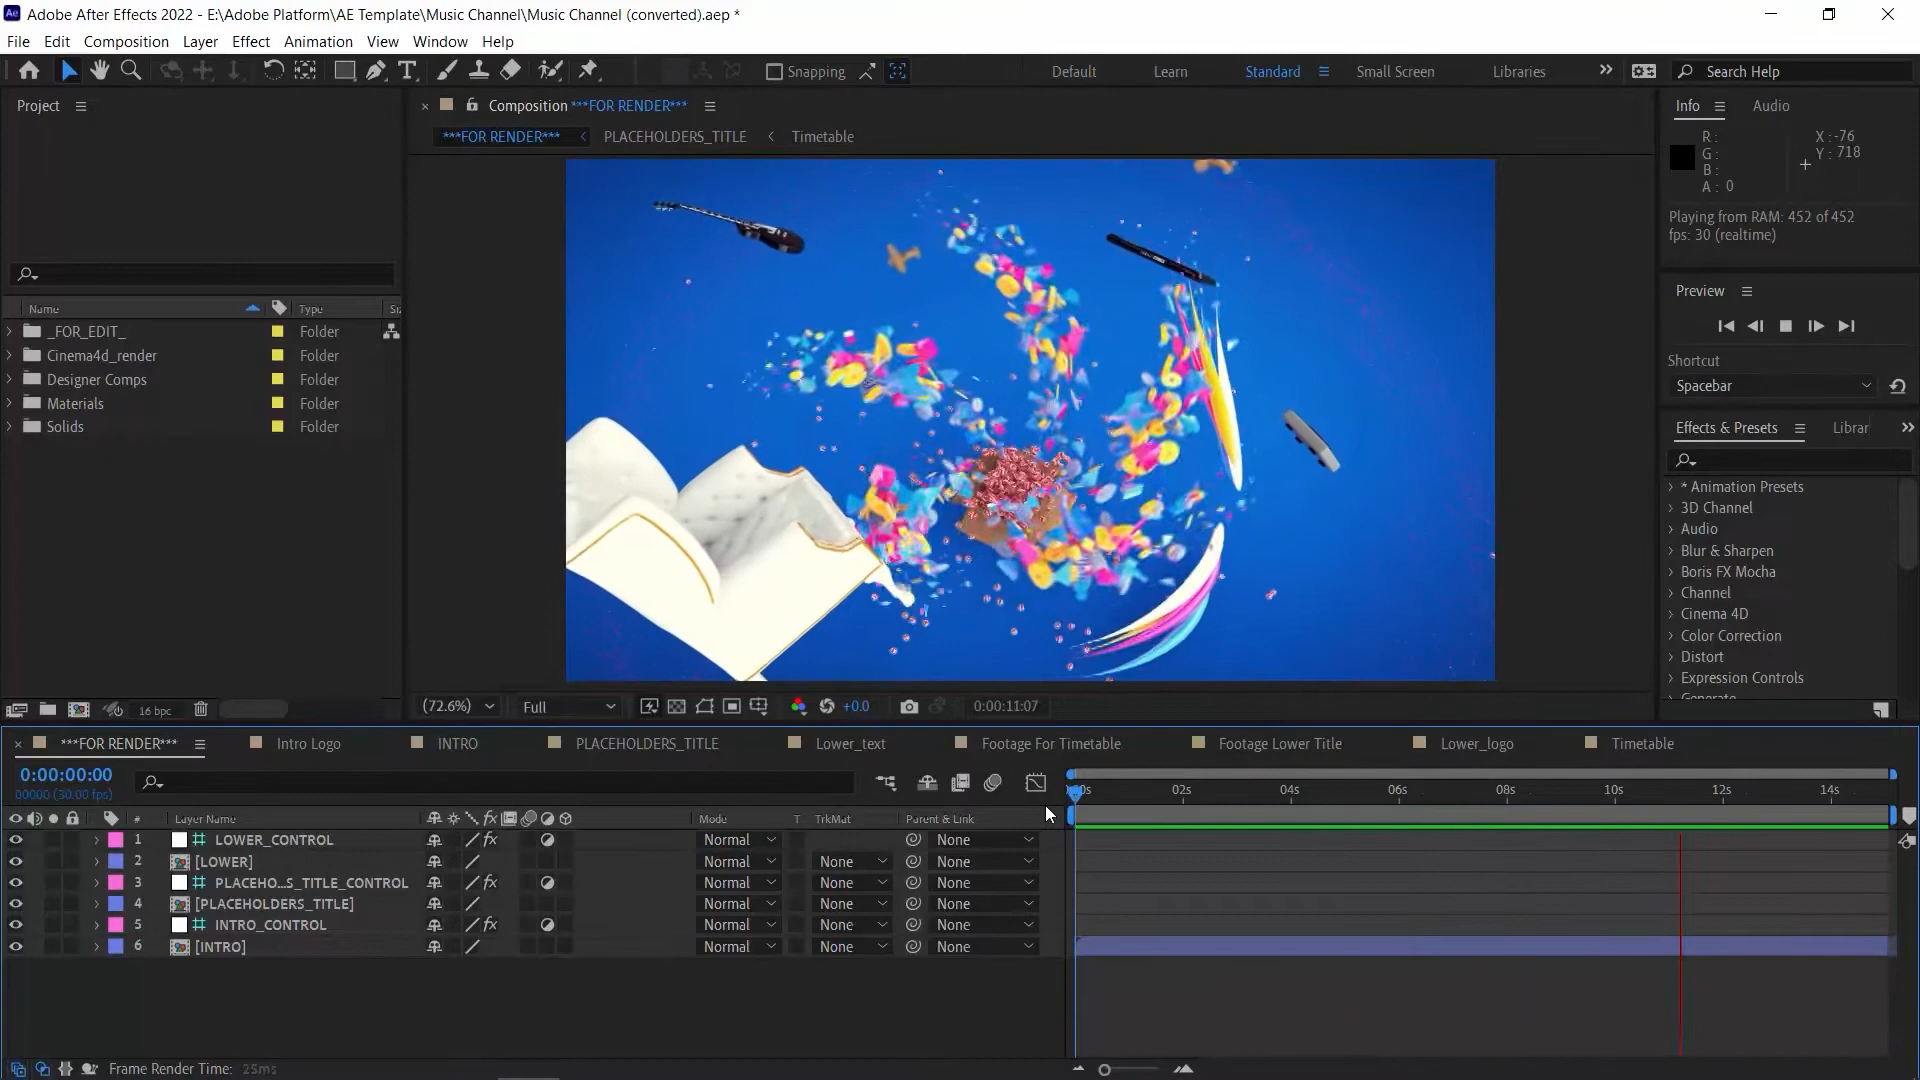 Adobe After Effects 2022 - E:\Adobe Platform\AE Template\Music Channel\Music Channel (converted).aep *
File Edit Composition Layer Effect Animation View Window Help
Snapping Default Learn Standard Small Screen Libraries Search Help
Project
Composition ***FOR RENDER***
***FOR RENDER*** PLACEHOLDERS_TITLE Timetable
Name Type Siz
_FOR_EDIT_ Folder
Cinema4d_render Folder
Designer Comps Folder
Materials Folder
Solids Folder
16 bpc
(72.6%) Full +0.0 0:00:11:07
Info Audio
R :
G :
B :
A : 0
X : -76
Y : 718
Playing from RAM: 452 of 452
fps: 30 (realtime)
Preview
Shortcut
Spacebar
Effects & Presets Librar
* Animation Presets
3D Channel
Audio
Blur & Sharpen
Boris FX Mocha
Channel
Cinema 4D
Color Correction
Distort
Expression Controls
Generate
***FOR RENDER*** Intro Logo INTRO PLACEHOLDERS_TITLE Lower_text Footage For Timetable Footage Lower Title Lower_logo Timetable
0:00:00:00
00000 (30.00 fps)
02s 04s 06s 08s 10s 12s 14s
# Layer Name Mode T TrkMat Parent & Link
1 LOWER_CONTROL Normal None
2 [LOWER] Normal None None
3 PLACEHO...S_TITLE_CONTROL Normal None None
4 [PLACEHOLDERS_TITLE] Normal None None
5 INTRO_CONTROL Normal None None
6 [INTRO] Normal None None
Frame Render Time: 25ms